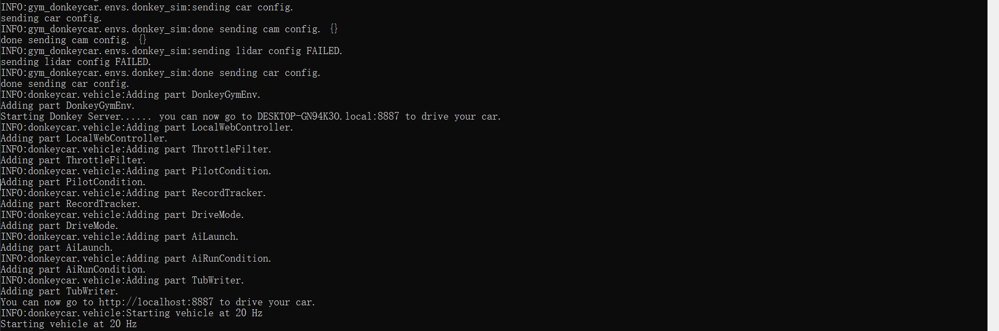 INFO:gym_donkeycar.envs.donkey_sim:sending car config.
sending car config.
INFO:gym_donkeycar.envs.donkey_sim:done sending cam config. {}
done sending cam config. {}
INFO:gym_donkeycar.envs.donkey_sim:sending lidar config FAILED.
sending lidar config FAILED.
INFO:gym_donkeycar.envs.donkey_sim:done sending car config.
done sending car config.
INFO:donkeycar.vehicle:Adding part DonkeyGymEnv.
Adding part DonkeyGymEnv.
Starting Donkey Server...... you can now go to DESKTOP-GN94K3O.local:8887 to drive your car.
INFO:donkeycar.vehicle:Adding part LocalWebController.
Adding part LocalWebController.
INFO:donkeycar.vehicle:Adding part ThrottleFilter.
Adding part ThrottleFilter.
INFO:donkeycar.vehicle:Adding part PilotCondition.
Adding part PilotCondition.
INFO:donkeycar.vehicle:Adding part RecordTracker.
Adding part RecordTracker.
INFO:donkeycar.vehicle:Adding part DriveMode.
Adding part DriveMode.
INFO:donkeycar.vehicle:Adding part AiLaunch.
Adding part AiLaunch.
INFO:donkeycar.vehicle:Adding part AiRunCondition.
Adding part AiRunCondition.
INFO:donkeycar.vehicle:Adding part TubWriter.
Adding part TubWriter.
You can now go to http://localhost:8887 to drive your car.
INFO:donkeycar.vehicle:Starting vehicle at 20 Hz
Starting vehicle at 20 Hz